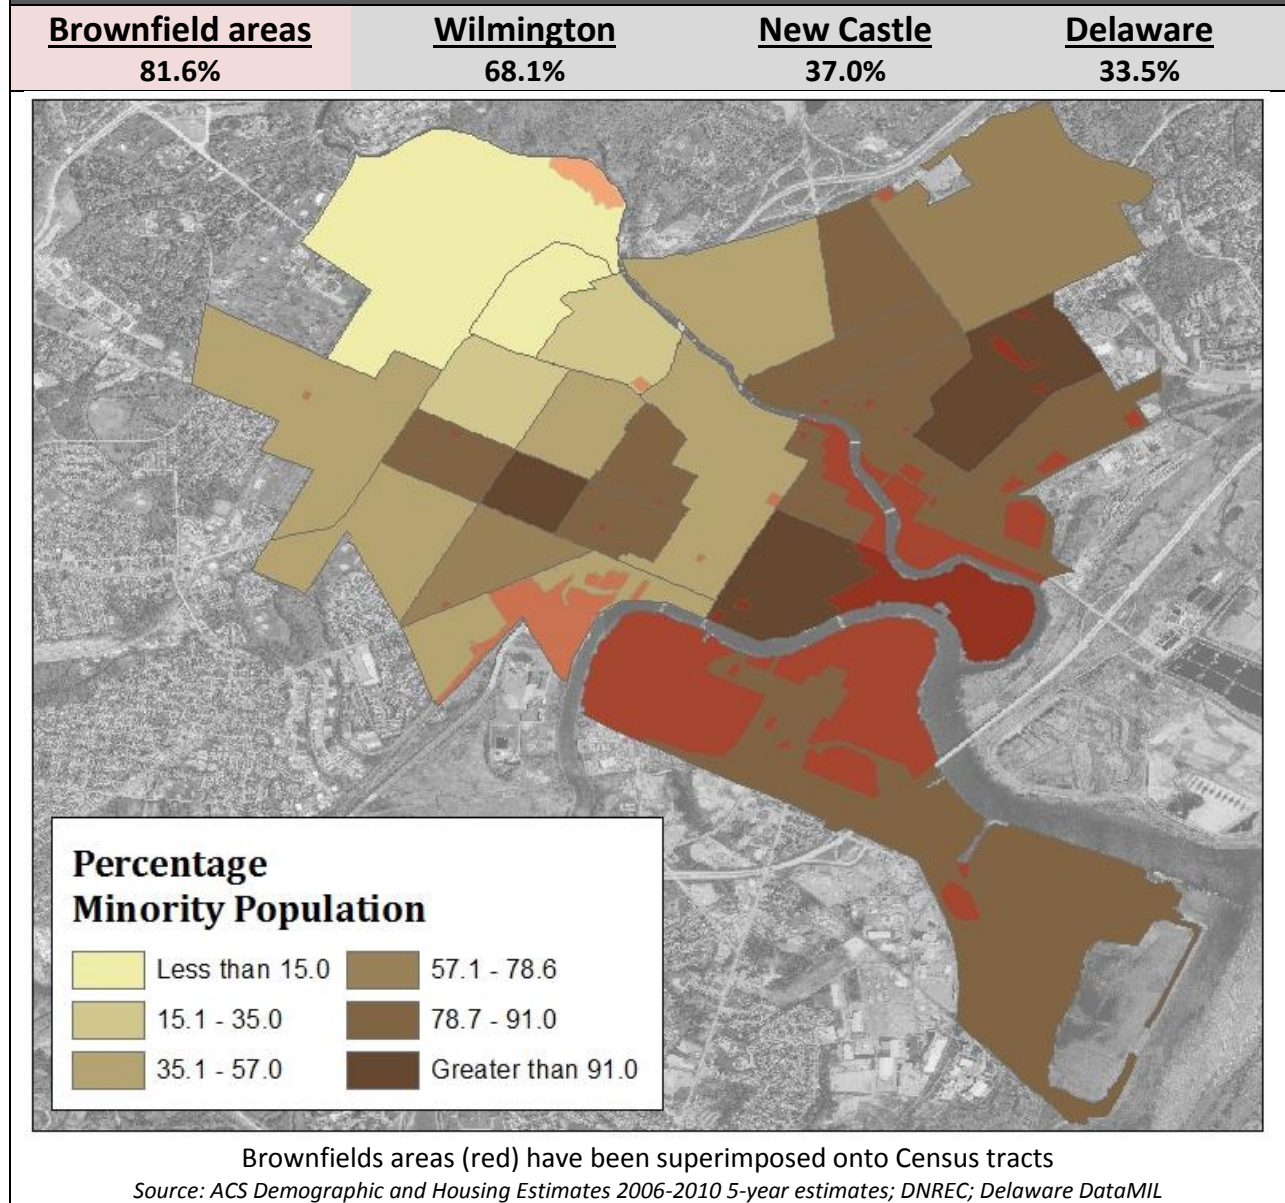 Brownfield areas Wilmington New Castle Delaware
81.6% 68.1% 37.0% 33.5%
Percentage
Minority Population
Less than 15.0 57.1 - 78.6
15.1 - 35.0 78.7 - 91.0
35.1 - 57.0 Greater than 91.0
Brownfields areas (red) have been superimposed onto Census tracts
Source: ACS Demographic and Housing Estimates 2006-2010 5-year estimates; DNREC; Delaware DataMIL